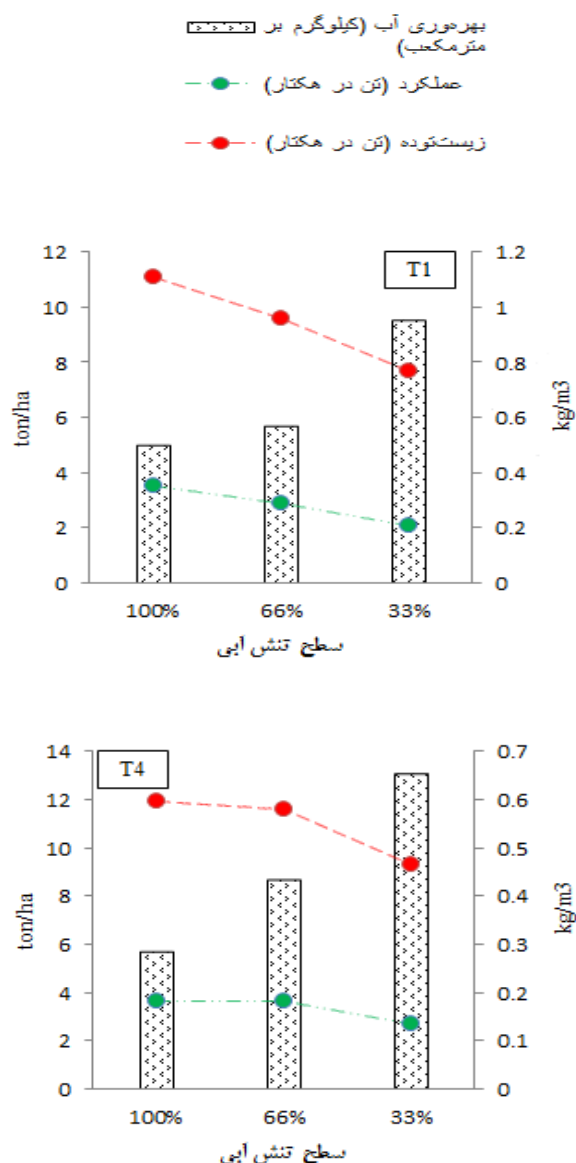 بهره‌وری آب (کیلوگرم بر
مترمکعب)
عملکرد (تن در هکتار)
زیست‌توده (تن در هکتار)
T1
12
10
8
6
4
2
0
ton/ha
1.2
1
0.8
0.6
0.4
0.2
0
kg/m3
100% 66% 33%
سطح تنش آبی
T4
14
12
10
8
6
4
2
0
ton/ha
0.7
0.6
0.5
0.4
0.3
0.2
0.1
0
kg/m3
100% 66% 33%
سطح تنش آبی